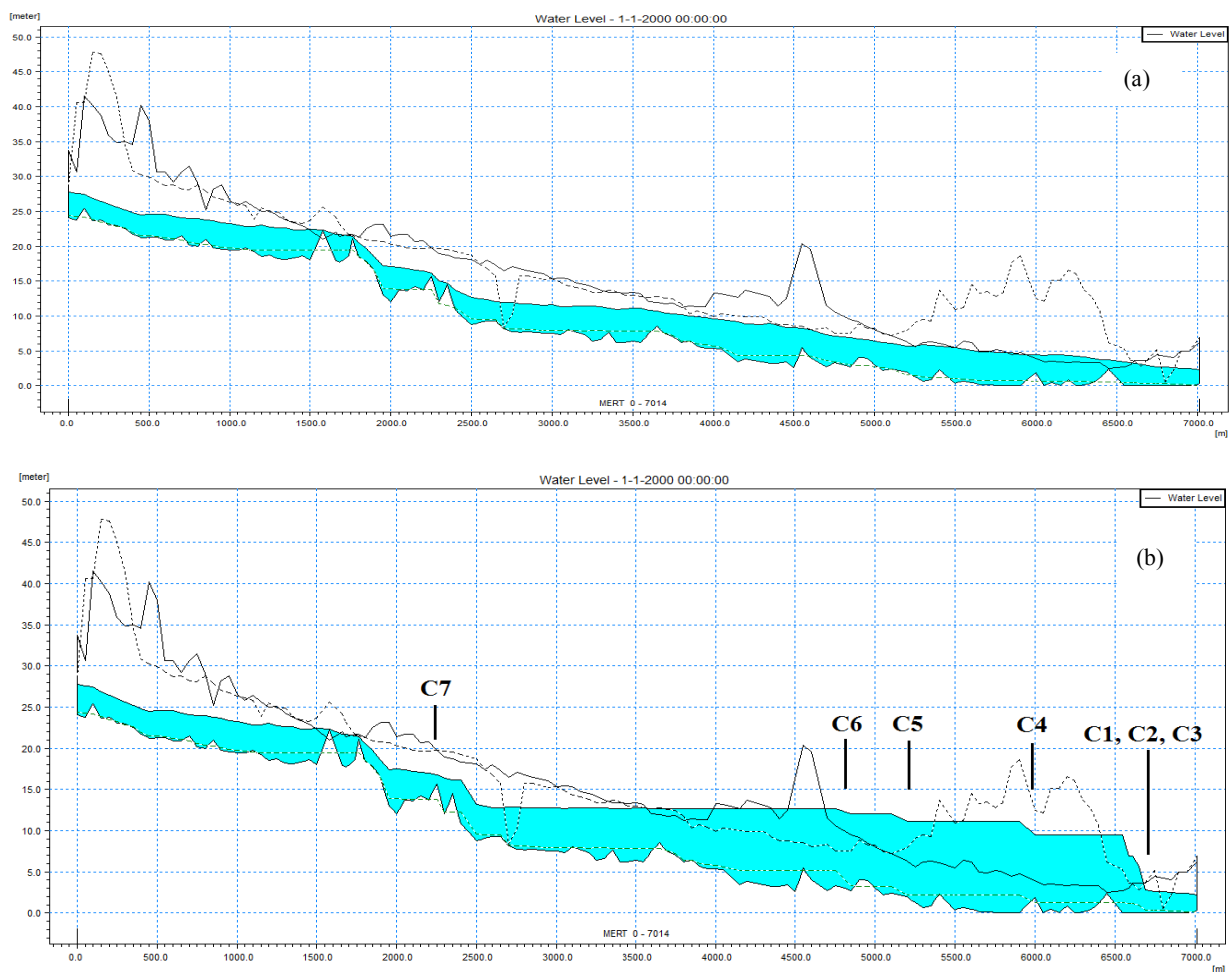 [meter]
Water Level - 1-1-2000 00:00:00
Water Level
(a)
50.0
45.0
40.0
35.0
30.0
25.0
20.0
15.0
10.0
5.0
0.0
MERT 0 - 7014
0.0 500.0 1000.0 1500.0 2000.0 2500.0 3000.0 3500.0 4000.0 4500.0 5000.0 5500.0 6000.0 6500.0 7000.0
[m]
[meter]
Water Level - 1-1-2000 00:00:00
Water Level
(b)
50.0
45.0
40.0
35.0
30.0
25.0
20.0
15.0
10.0
5.0
0.0
C7
C6 C5 C4 C1, C2, C3
MERT 0 - 7014
0.0 500.0 1000.0 1500.0 2000.0 2500.0 3000.0 3500.0 4000.0 4500.0 5000.0 5500.0 6000.0 6500.0 7000.0
[m]